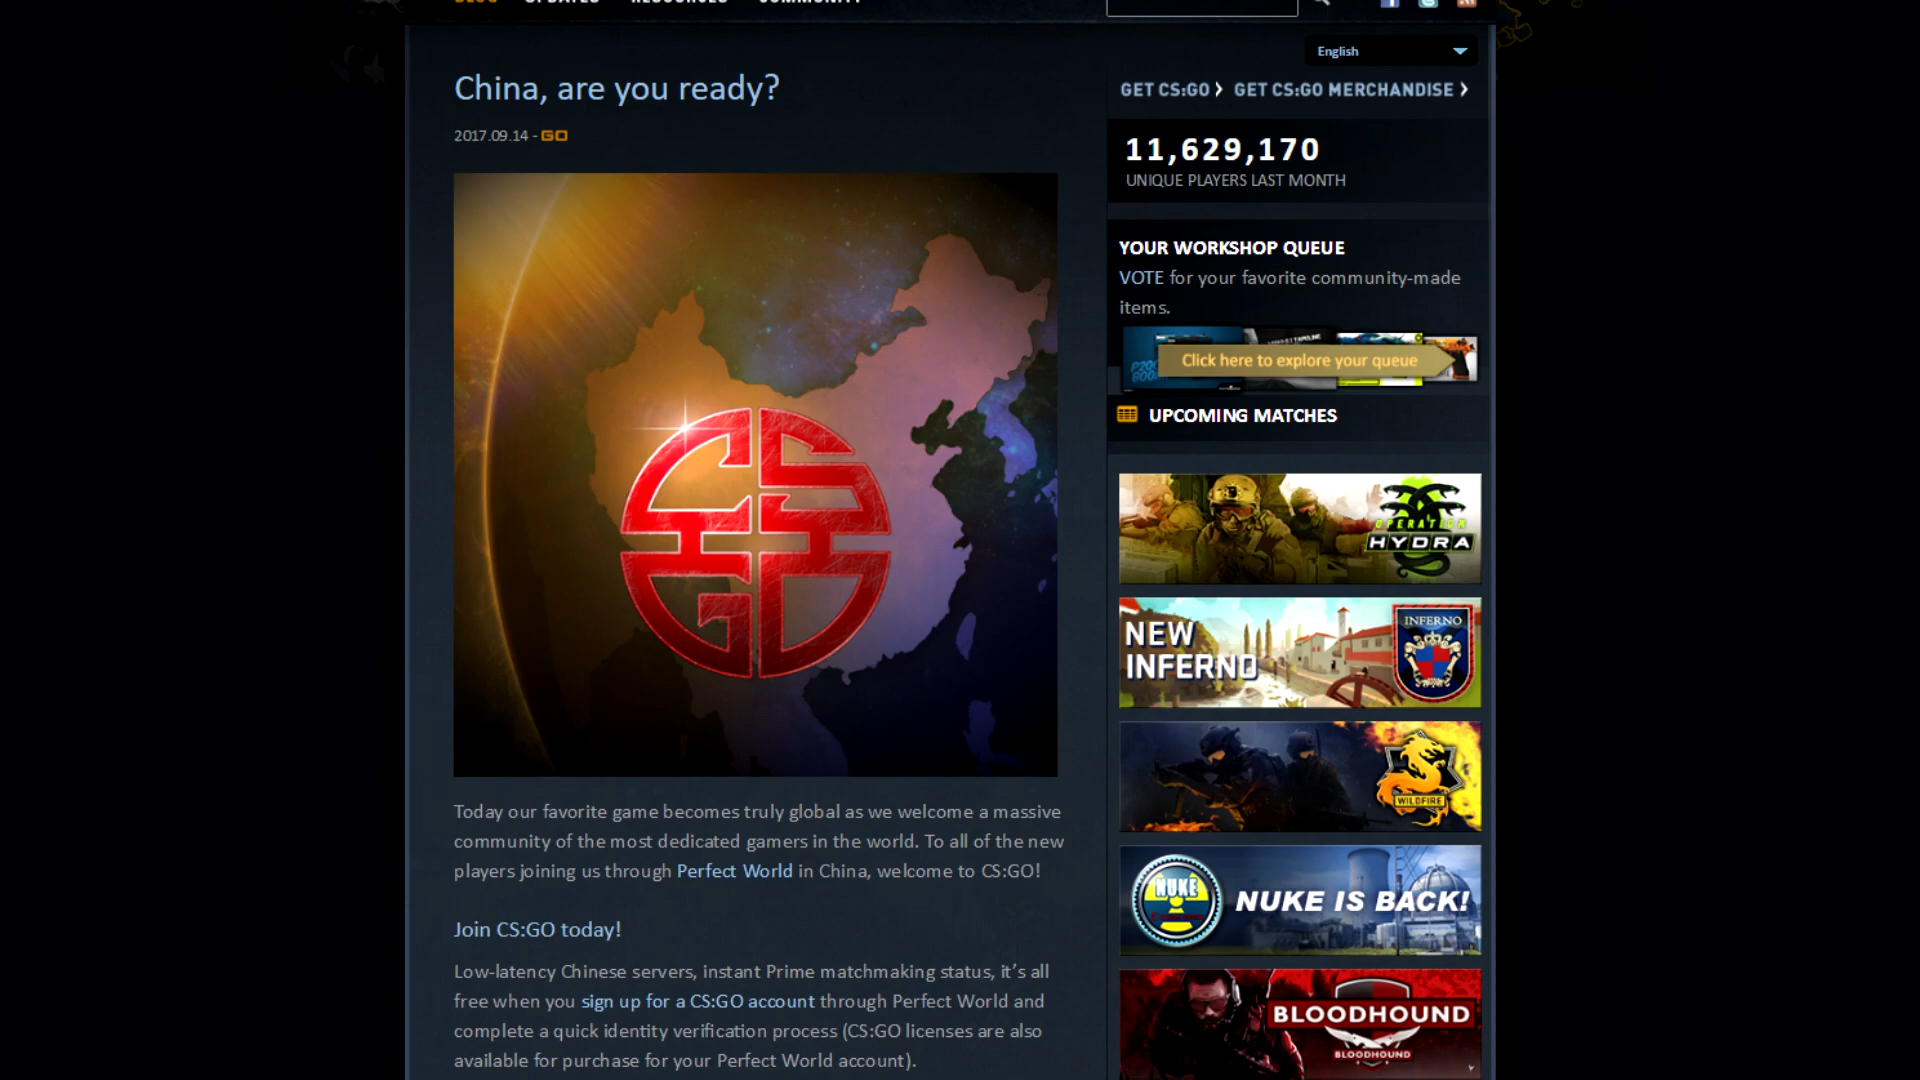 BLOG UPDATES RESOURCES COMMUNITY
English
China, are you ready?
2017.09.14 - GO
GET CS:GO GET CS:GO MERCHANDISE
11,629,170
UNIQUE PLAYERS LAST MONTH
YOUR WORKSHOP QUEUE
VOTE for your favorite community-made
items.
Click here to explore your queue
UPCOMING MATCHES
CS
GO
OPERATION
HYDRA
NEW
INFERNO
INFERNO
WILDFIRE
NUKE
NUKE IS BACK!
BLOODHOUND
BLOODHOUND
Today our favorite game becomes truly global as we welcome a massive
community of the most dedicated gamers in the world. To all of the new
players joining us through Perfect World in China, welcome to CS:GO!
Join CS:GO today!
Low-latency Chinese servers, instant Prime matchmaking status, it's all
free when you sign up for a CS:GO account through Perfect World and
complete a quick identity verification process (CS:GO licenses are also
available for purchase for your Perfect World account).